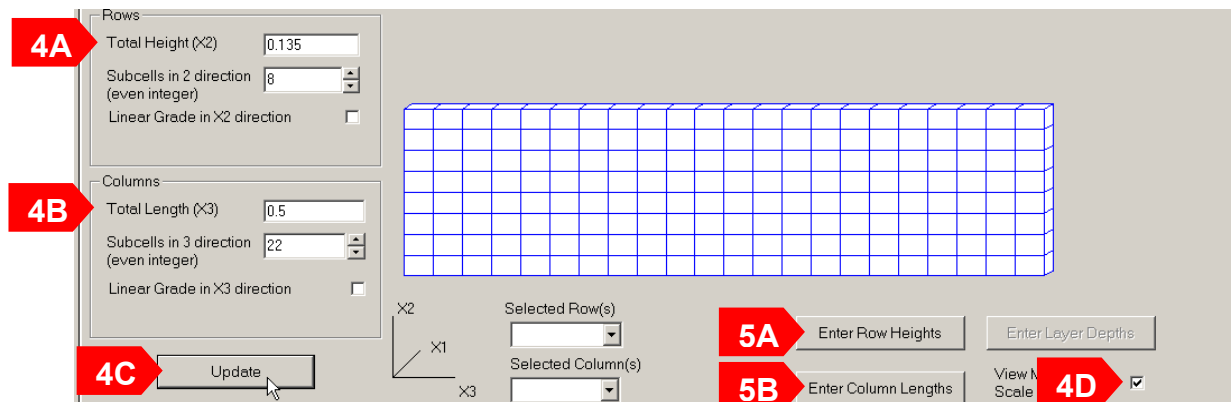 Rows
4A
Total Height (X2) 0.135
Subcells in 2 direction 8
(even integer)
Linear Grade in X2 direction
Columns
4B
Total Length (X3) 0.5
Subcells in 3 direction 22
(even integer)
Linear Grade in X3 direction
4C
Update
X2
X1
X3
Selected Row(s)
Selected Column(s)
5A
Enter Row Heights
Enter Layer Depths
5B
Enter Column Lengths
View
Scale
4D